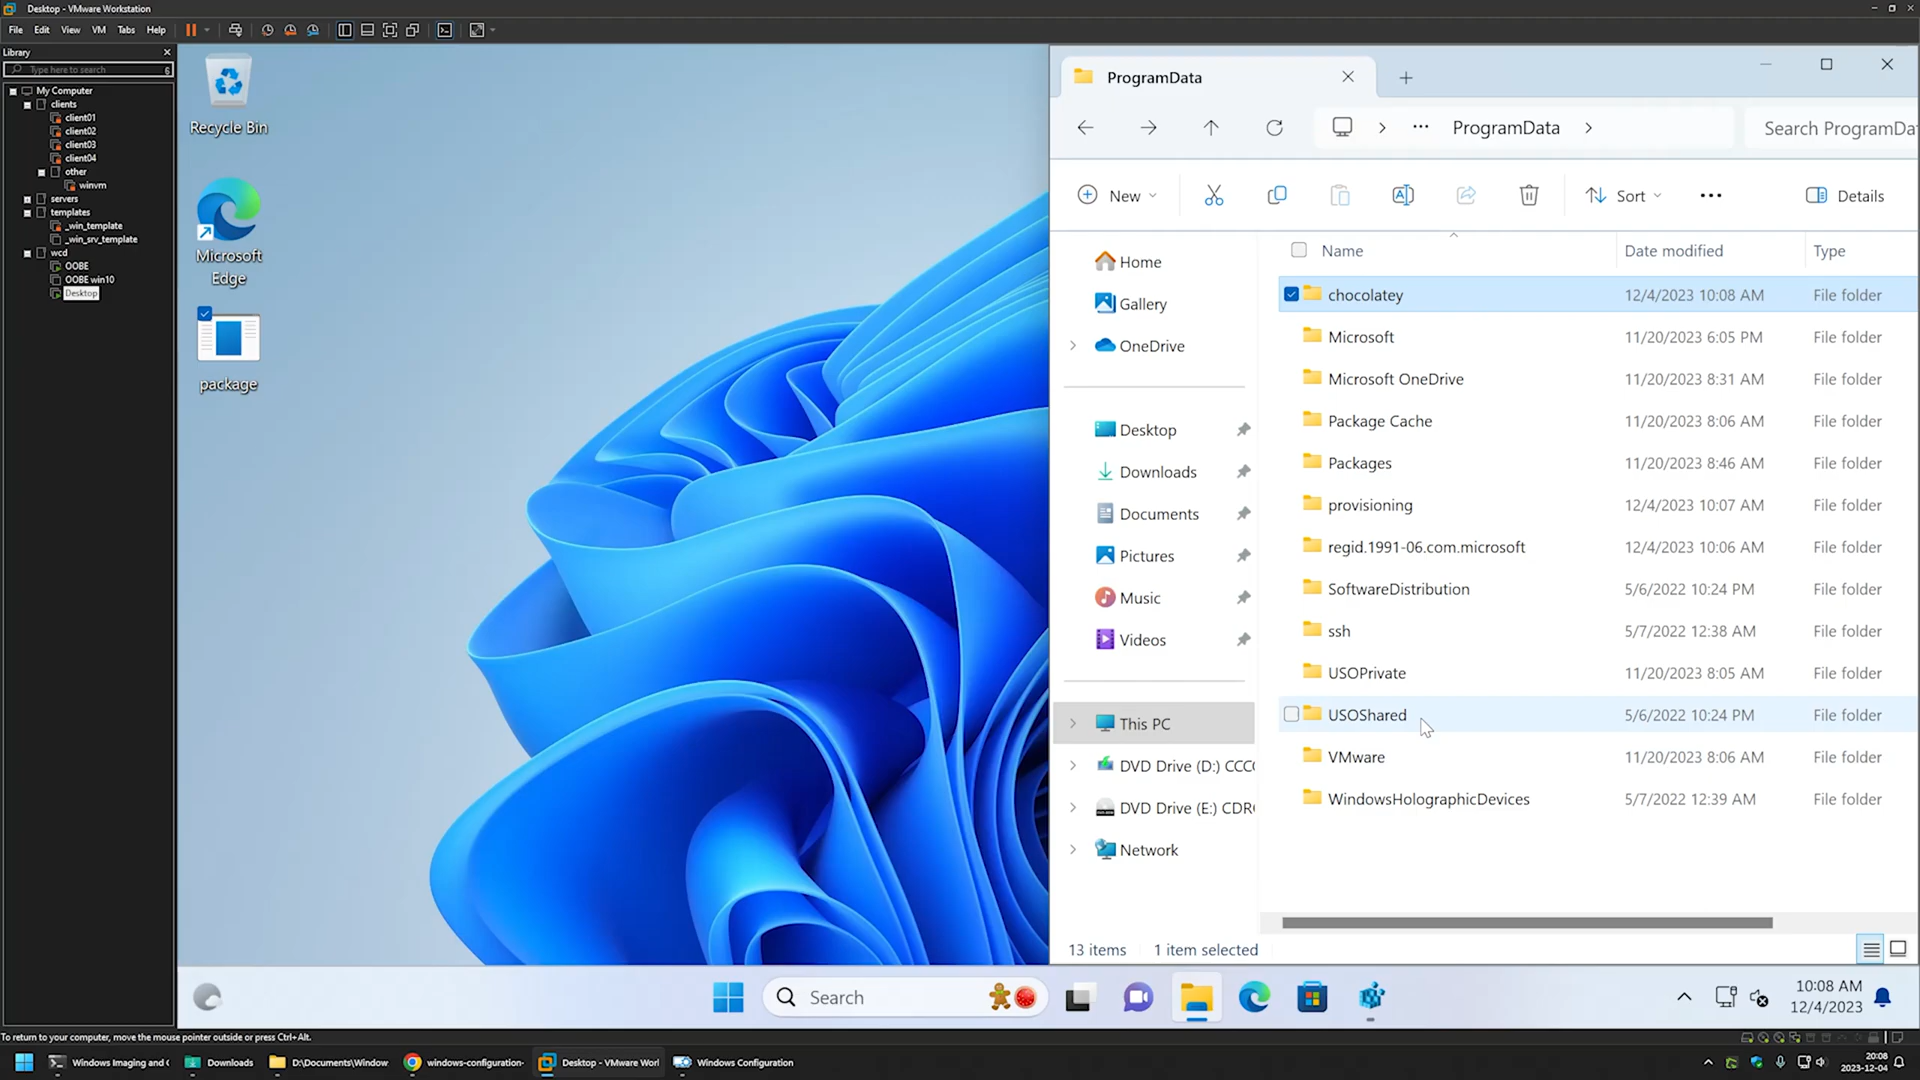 Desktop - VMware Workstation
File Edit View VM Tabs Help
Library
Type here to search
My Computer
clients
client01
client02
client03
client04
other
winvm
servers
templates
_win_template
_win_srv_template
wcd
OOBE
OOBE win10
Desktop
Recycle Bin
Microsoft
Edge
package
ProgramData
ProgramData
Search ProgramDa
New
Sort
Details
Home
Gallery
OneDrive
Desktop
Downloads
Documents
Pictures
Music
Videos
This PC
DVD Drive (D:) CCC
DVD Drive (E:) CDR
Network
Name Date modified Type
chocolatey 12/4/2023 10:08 AM File folder
Microsoft 11/20/2023 6:05 PM File folder
Microsoft OneDrive 11/20/2023 8:31 AM File folder
Package Cache 11/20/2023 8:06 AM File folder
Packages 11/20/2023 8:46 AM File folder
provisioning 12/4/2023 10:07 AM File folder
regid.1991-06.com.microsoft 12/4/2023 10:06 AM File folder
SoftwareDistribution 5/6/2022 10:24 PM File folder
ssh 5/7/2022 12:38 AM File folder
USOPrivate 11/20/2023 8:05 AM File folder
USOShared 5/6/2022 10:24 PM File folder
VMware 11/20/2023 8:06 AM File folder
WindowsHolographicDevices 5/7/2022 12:39 AM File folder
13 items 1 item selected
Search
10:08 AM
12/4/2023
To return to your computer, move the mouse pointer outside or press Ctrl+Alt.
Windows Imaging and C
Downloads
D:\Documents\Window
windows-configuration-
Desktop - VMware Worl
Windows Configuration
20:08
2023-12-04